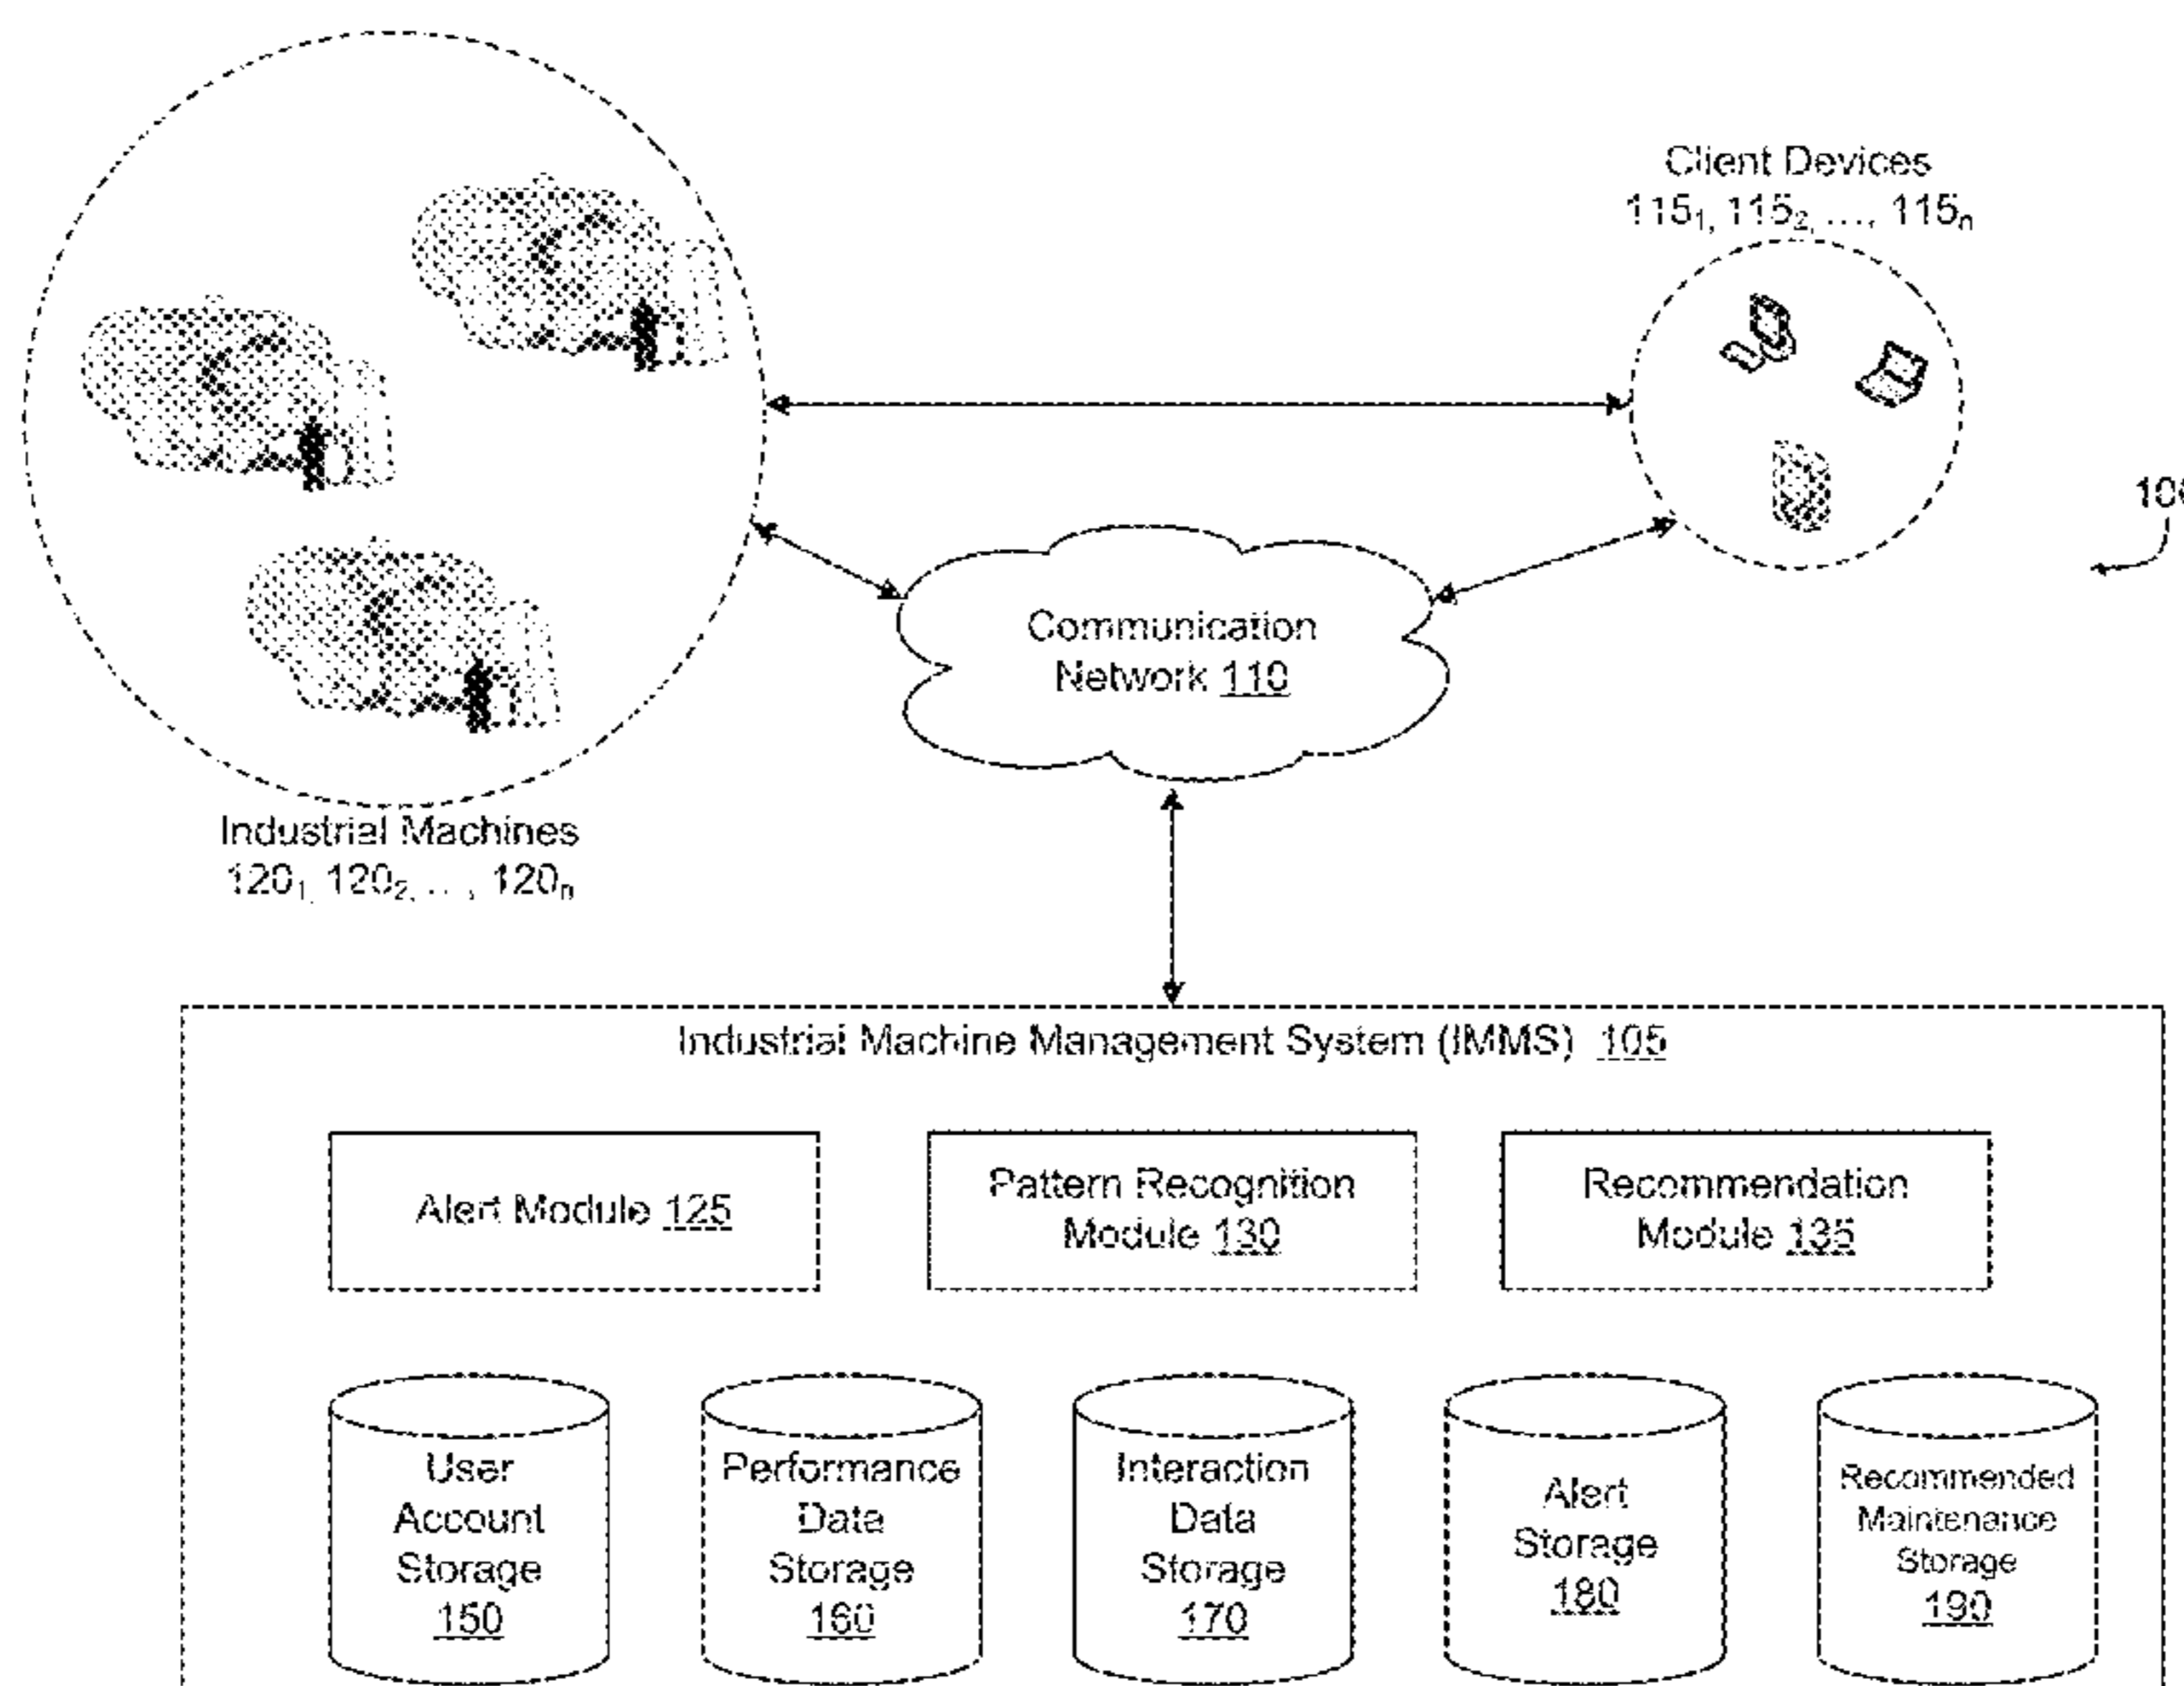 Client Devices
115₁, 115₂, ..., 115ₙ
Communication
Network 110
Industrial Machines
120₁, 120₂, ..., 120ₙ
Industrial Machine Management System (IMMS) 105
Alert Module 125
Pattern Recognition
Module 130
Recommendation
Module 135
User
Account
Storage
150
Performance
Data
Storage
160
Interaction
Data
Storage
170
Alert
Storage
180
Recommended
Maintenance
Storage
190